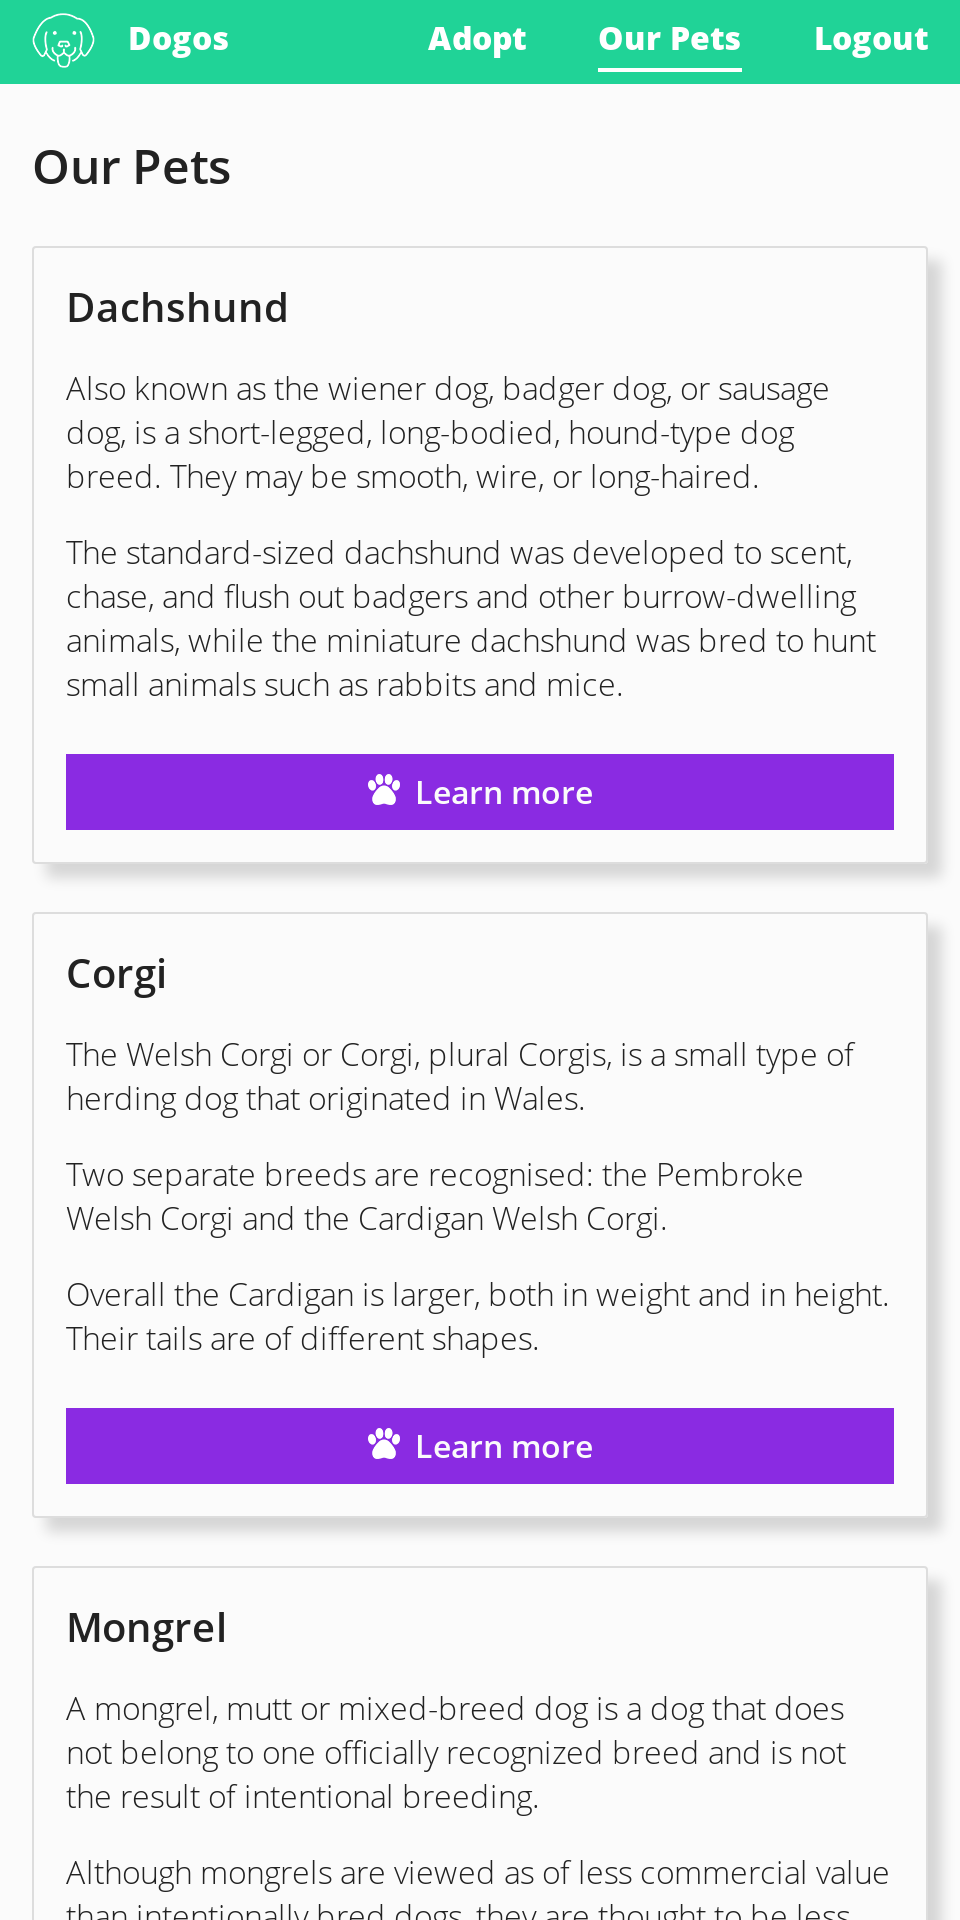 Dogos Adopt Our Pets Logout
Our Pets
Dachshund
Also known as the wiener dog, badger dog, or sausage
dog, is a short-legged, long-bodied, hound-type dog
breed. They may be smooth, wire, or long-haired.
The standard-sized dachshund was developed to scent,
chase, and flush out badgers and other burrow-dwelling
animals, while the miniature dachshund was bred to hunt
small animals such as rabbits and mice.
Learn more
Corgi
The Welsh Corgi or Corgi, plural Corgis, is a small type of
herding dog that originated in Wales.
Two separate breeds are recognised: the Pembroke
Welsh Corgi and the Cardigan Welsh Corgi.
Overall the Cardigan is larger, both in weight and in height.
Their tails are of different shapes.
Learn more
Mongrel
A mongrel, mutt or mixed-breed dog is a dog that does
not belong to one officially recognized breed and is not
the result of intentional breeding.
Although mongrels are viewed as of less commercial value
than intentionally bred dogs, they are thought to be less